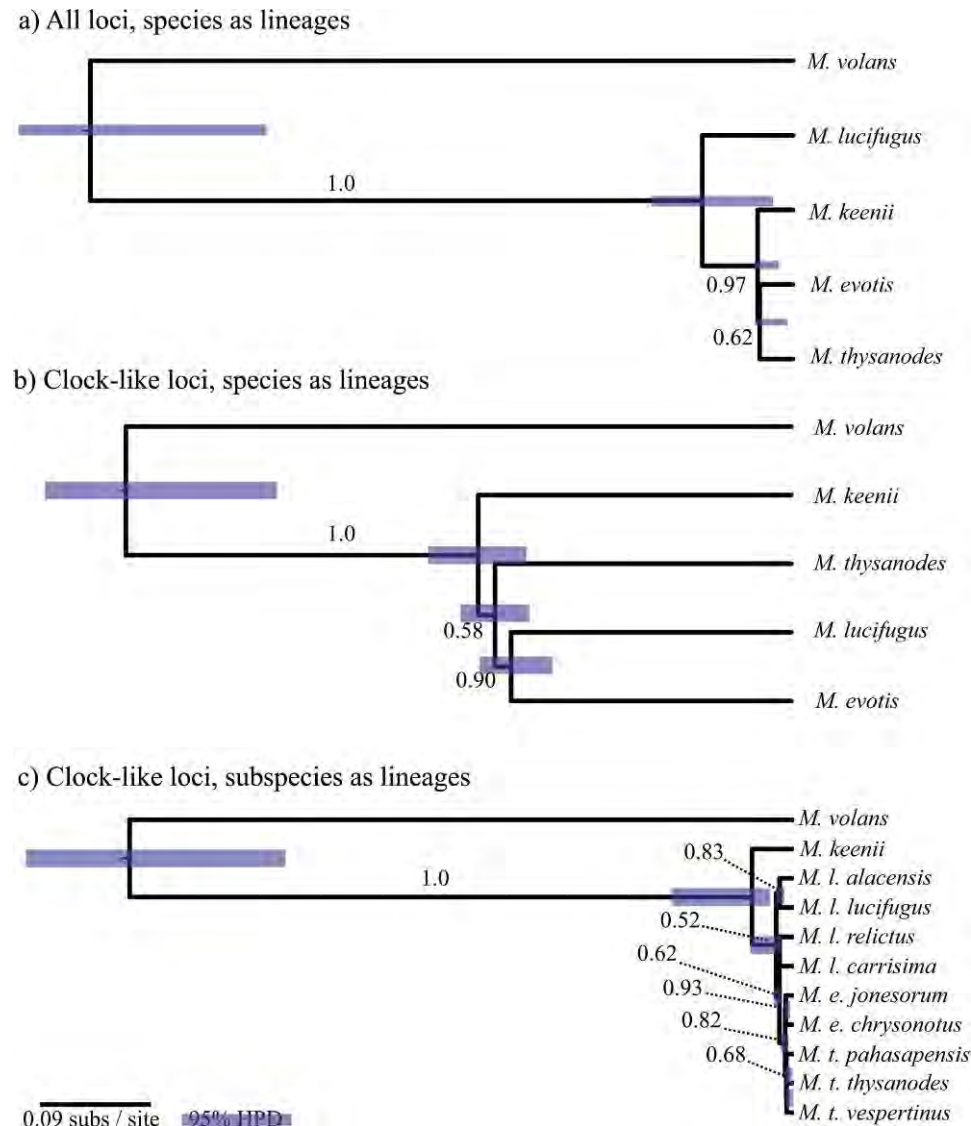 a) All loci, species as lineages
M. volans
M. lucifugus
1.0
M. keenii
0.97
M. evotis
0.62
M. thysanodes
b) Clock-like loci, species as lineages
M. volans
M. keenii
1.0
M. thysanodes
0.58
M. lucifugus
0.90
M. evotis
c) Clock-like loci, subspecies as lineages
M. volans
0.83
M. keenii
1.0
M. l. alacensis
0.52
M. l. lucifugus
M. l. relictus
0.62
M. l. carrisima
0.93
M. e. jonesorum
0.82
M. e. chrysonotus
0.68
M. t. pahasapensis
M. t. thysanodes
0.09 subs / site 95% HPD
M. t. vespertinus